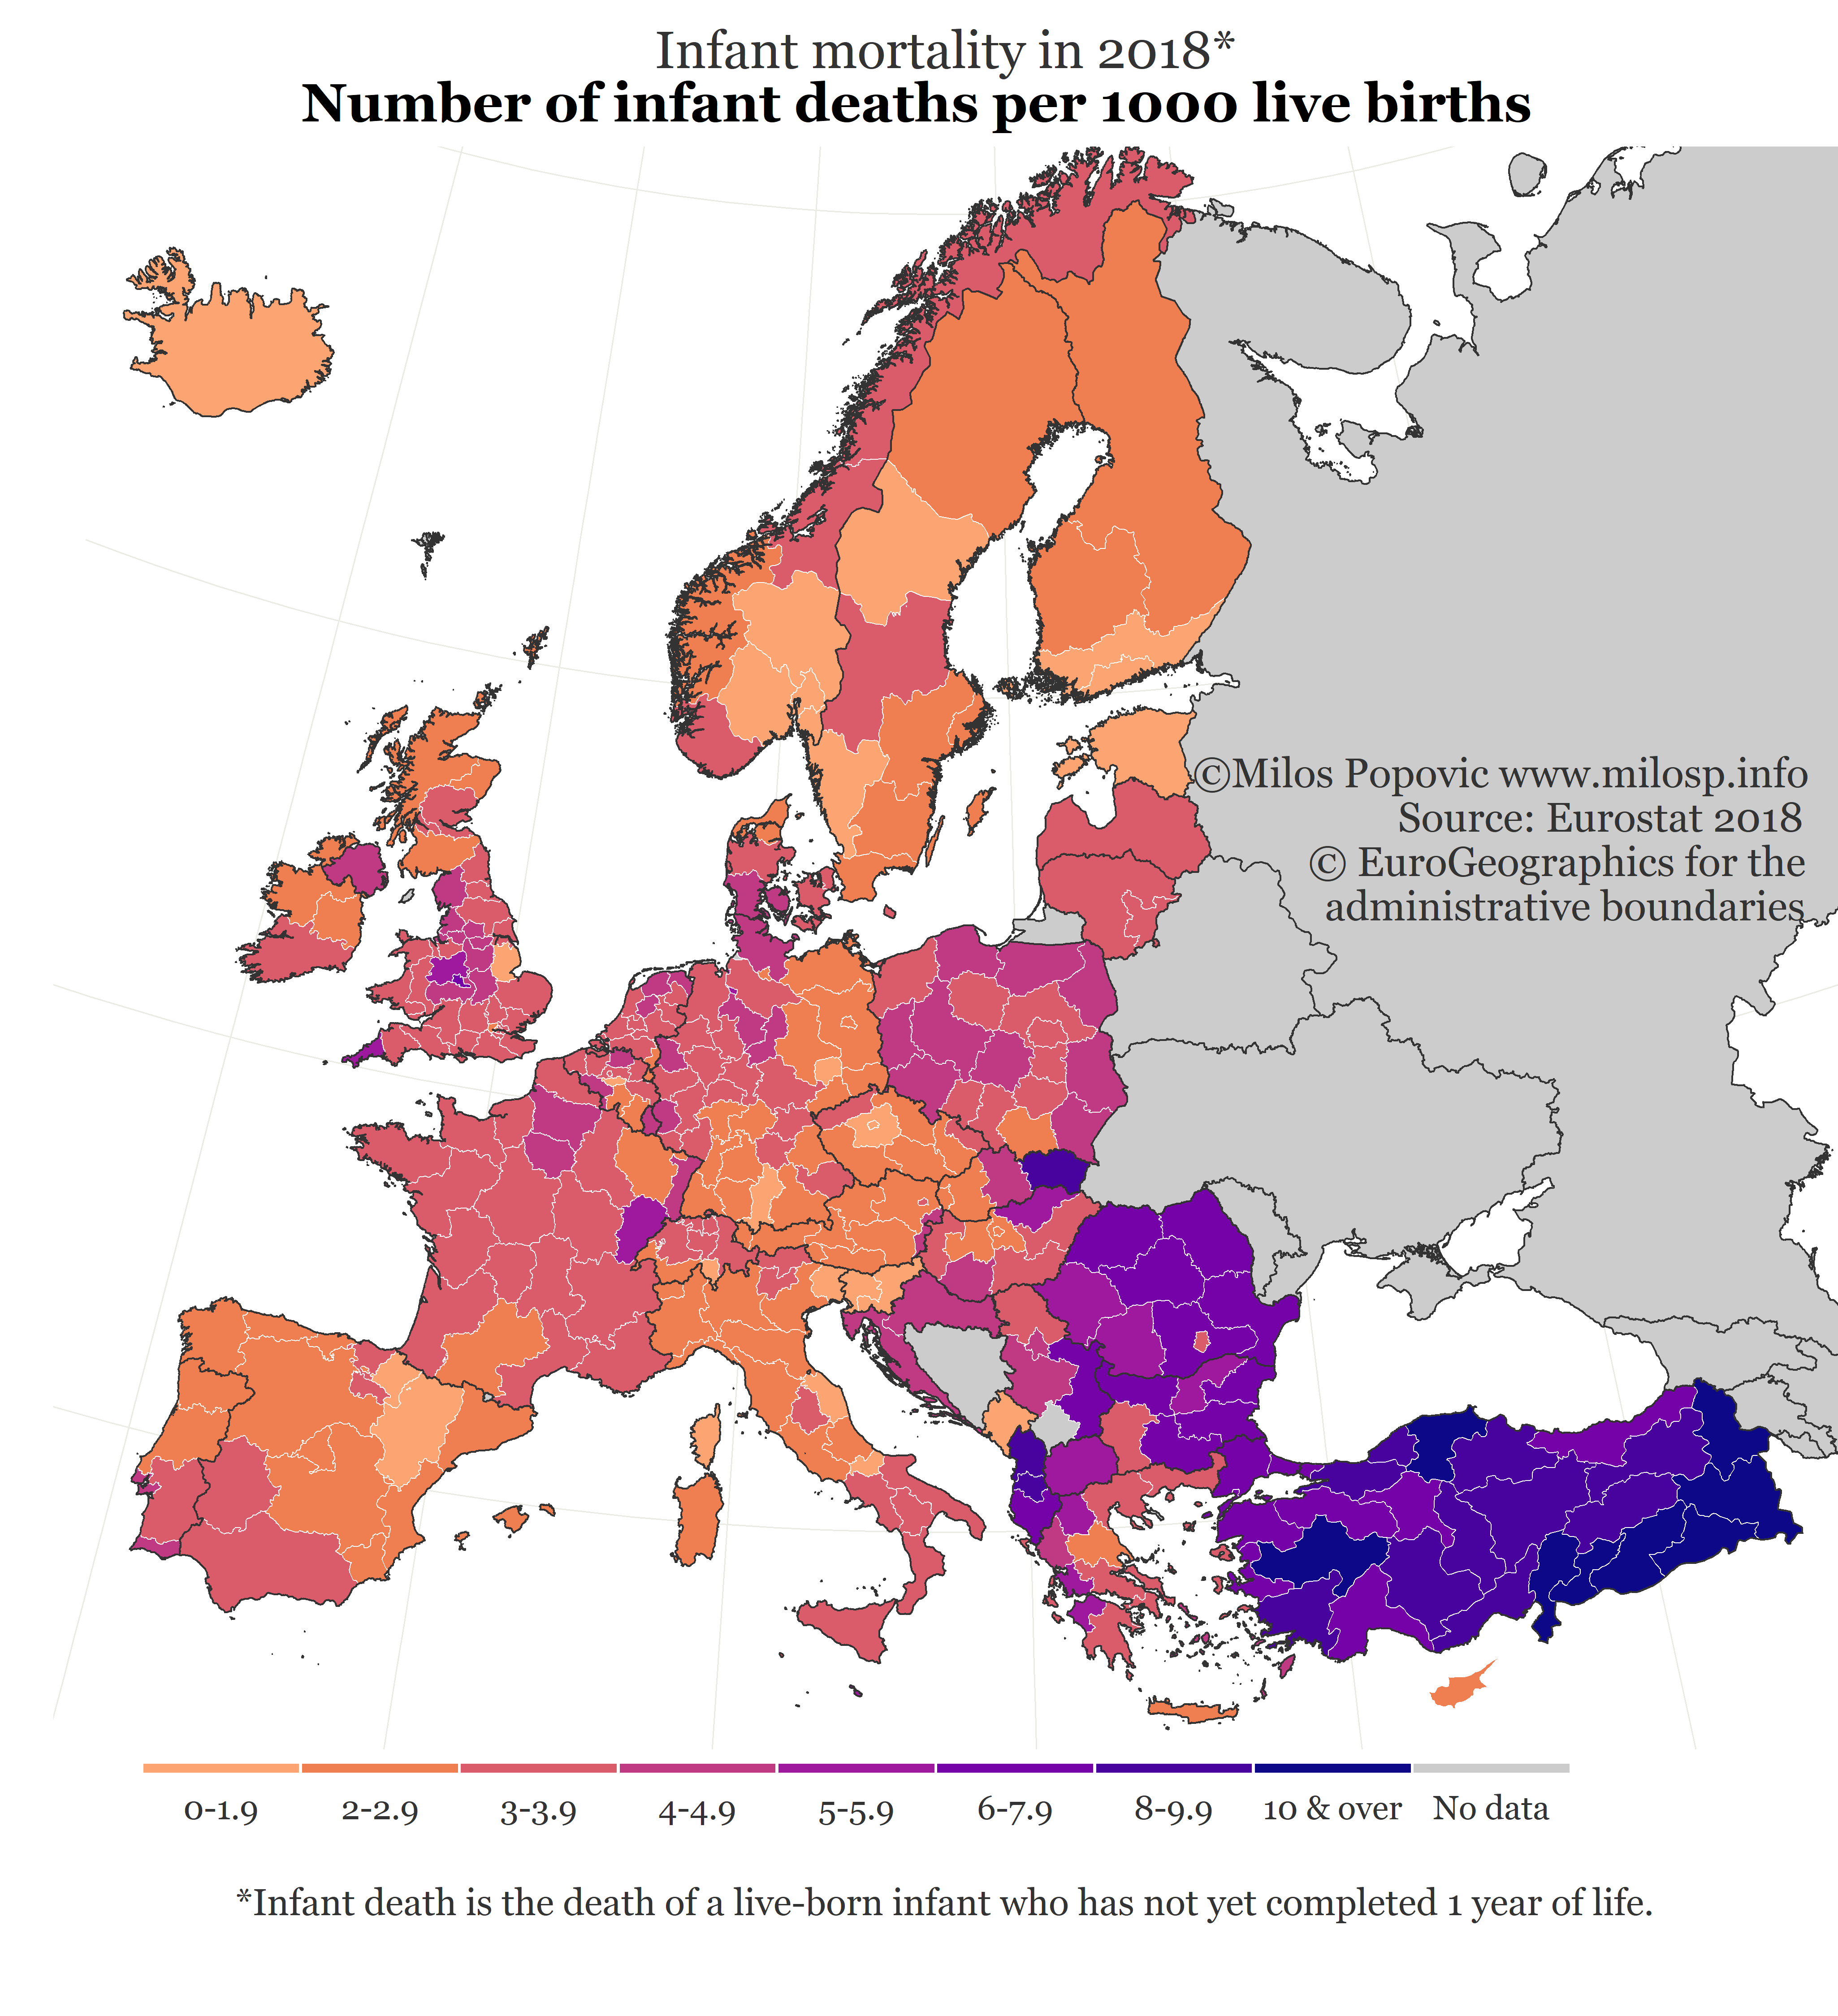 Infant mortality in 2018*
Number of infant deaths per 1000 live births
©Milos Popovic www.milosp.info
Source: Eurostat 2018
© EuroGeographics for the
administrative boundaries
0-1.9 2-2.9 3-3.9 4-4.9 5-5.9 6-7.9 8-9.9 10 & over No data
*Infant death is the death of a live-born infant who has not yet completed 1 year of life.